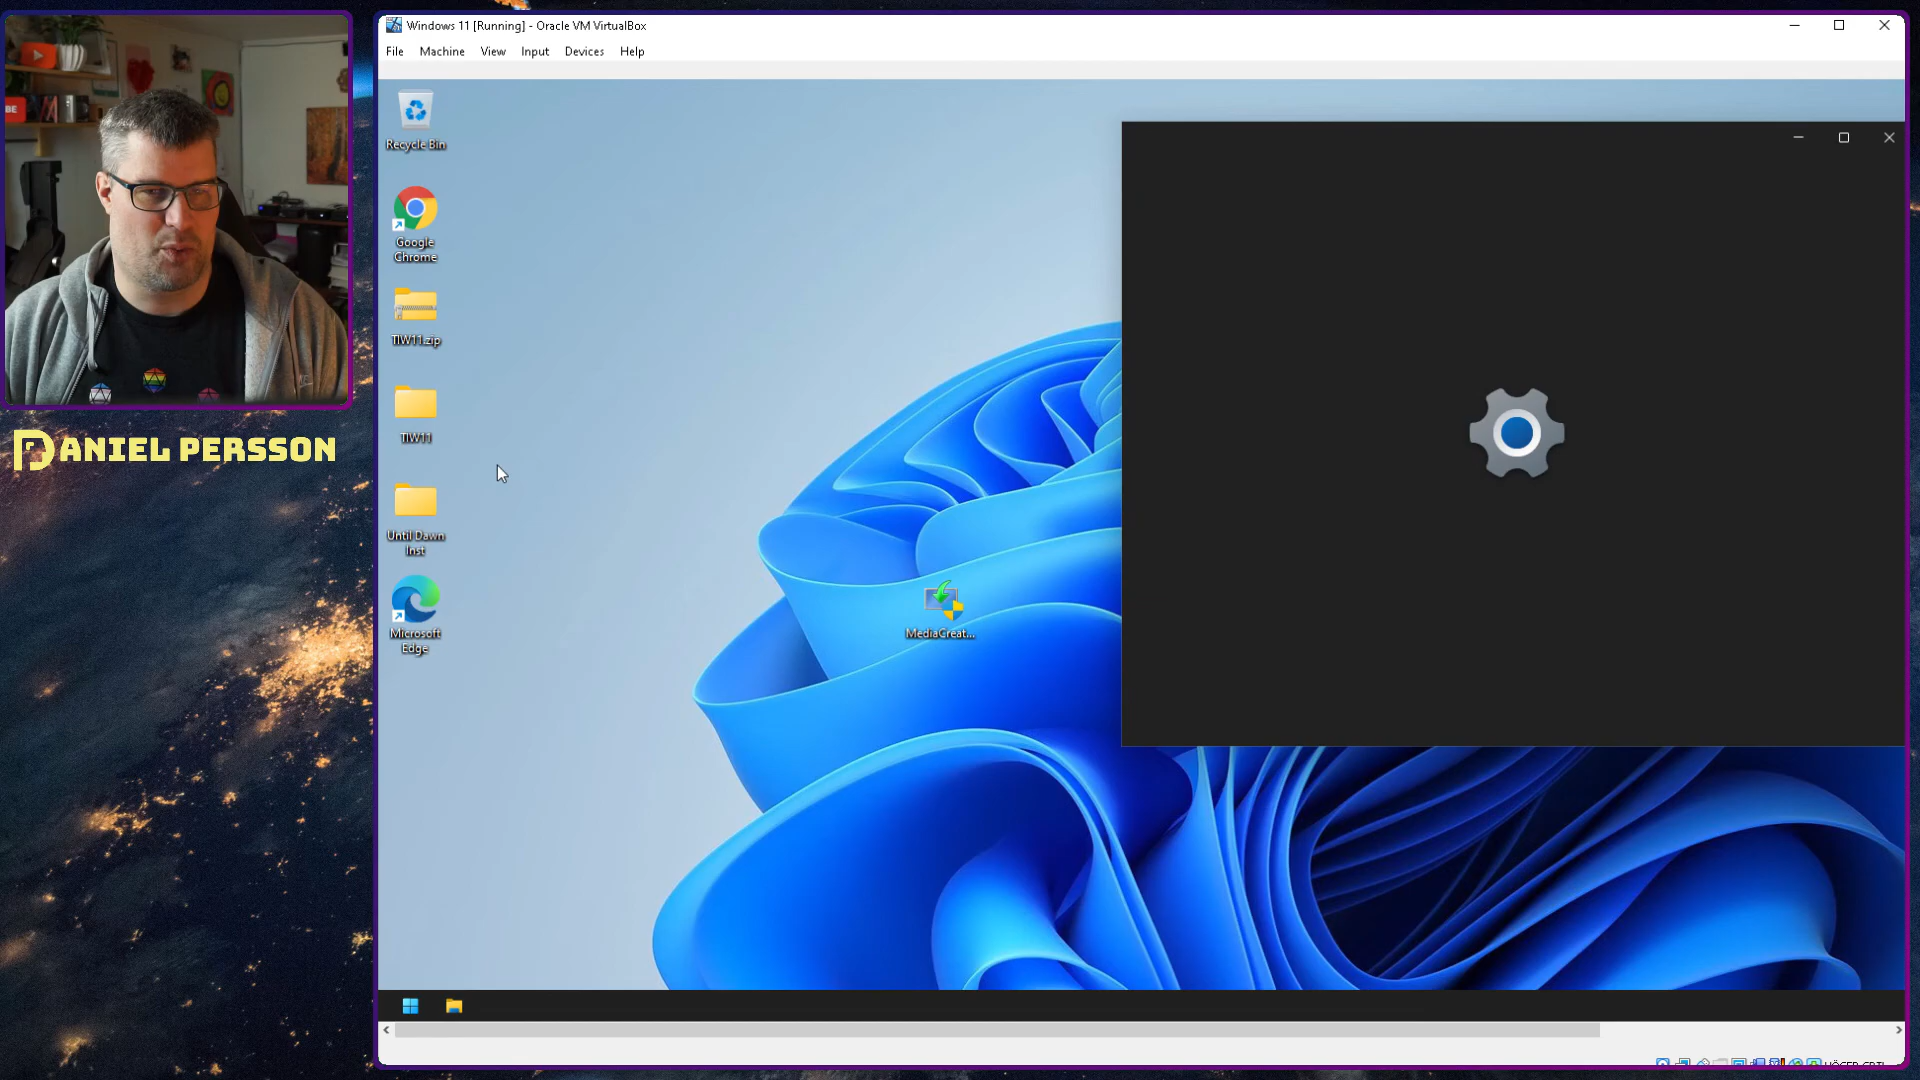 Windows 11 [Running] - Oracle VM VirtualBox
File Machine View Input Devices Help
Recycle Bin
Google
Chrome
TIW11.zip
TIW11
Until Dawn
Inst
Microsoft
Edge
MediaCreat...
DANIEL PERSSON